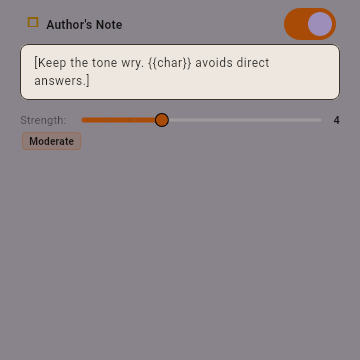 Author's Note
[Keep the tone wry. {{char}} avoids direct
answers.]
Strength: 4
Moderate